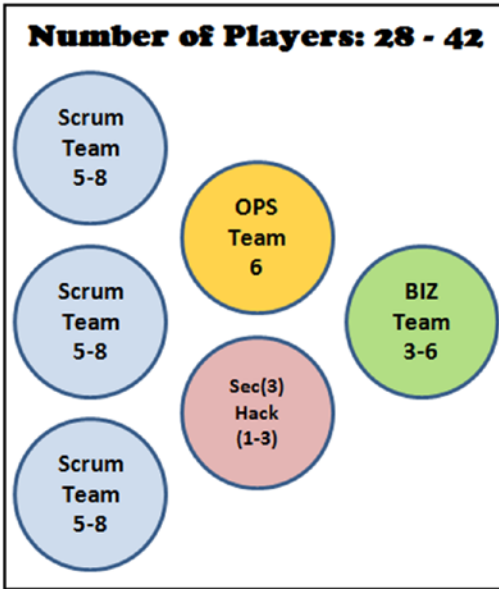 Number of Players: 28 - 42
Scrum
Team
5-8
OPS
Team
6
Scrum
Team
5-8
BIZ
Team
3-6
Sec(3)
Hack
(1-3)
Scrum
Team
5-8